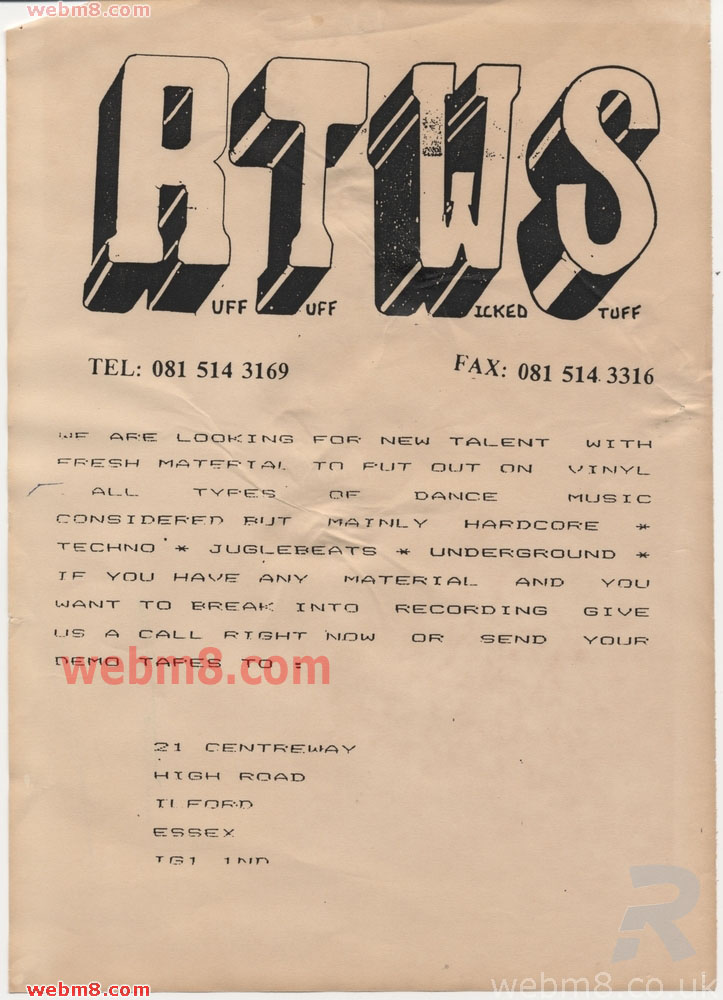 webm8.com
RTWS
UFF UFF ICKED TUFF
TEL: 081 514 3169 FAX: 081 514 3316
WE ARE LOOKING FOR NEW TALENT WITH
FRESH MATERIAL TO PUT OUT ON VINYL
ALL TYPES OF DANCE MUSIC
CONSIDERED BUT MAINLY HARDCORE *
TECHNO * JUGLEBEATS * UNDERGROUND *
IF YOU HAVE ANY MATERIAL AND YOU
WANT TO BREAK INTO RECORDING GIVE
US A CALL RIGHT NOW OR SEND YOUR
DEMO TAPES TO :
webm8.com
21 CENTREWAY
HIGH ROAD
ILFORD
ESSEX
IG1 1ND
R
webm8.co.uk
webm8.com